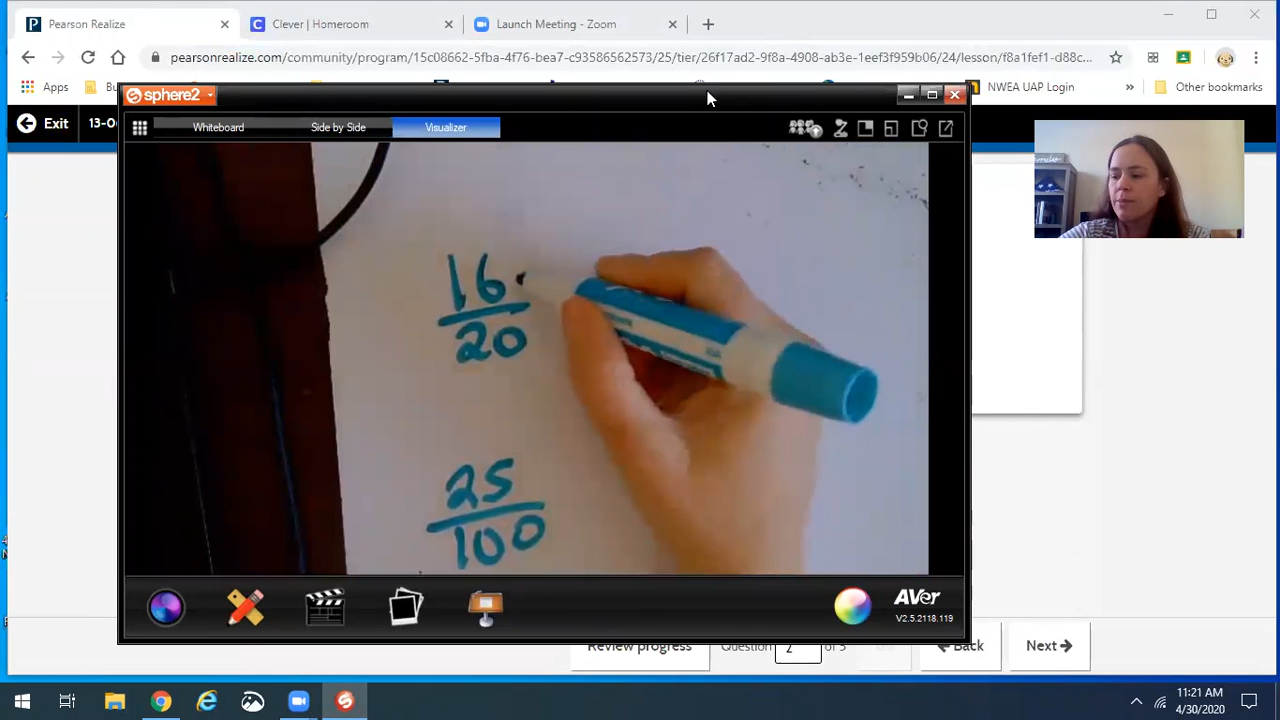 Pearson Realize
Clever | Homeroom
Launch Meeting - Zoom
pearsonrealize.com/community/program/15c08662-5fba-4f76-bea7-c93586562573/25/tier/26f17ad2-9f8a-4908-ab3e-1eef3f959b06/24/lesson/f8a1fef1-d88c...
Apps
NWEA UAP Login
»
Other bookmarks
sphere2
Exit
Whiteboard
Side by Side
Visualizer
16
20
25
100
AVer
V2.5.2118.119
Review progress
Question
2
of 5
Back
Next
11:21 AM
4/30/2020